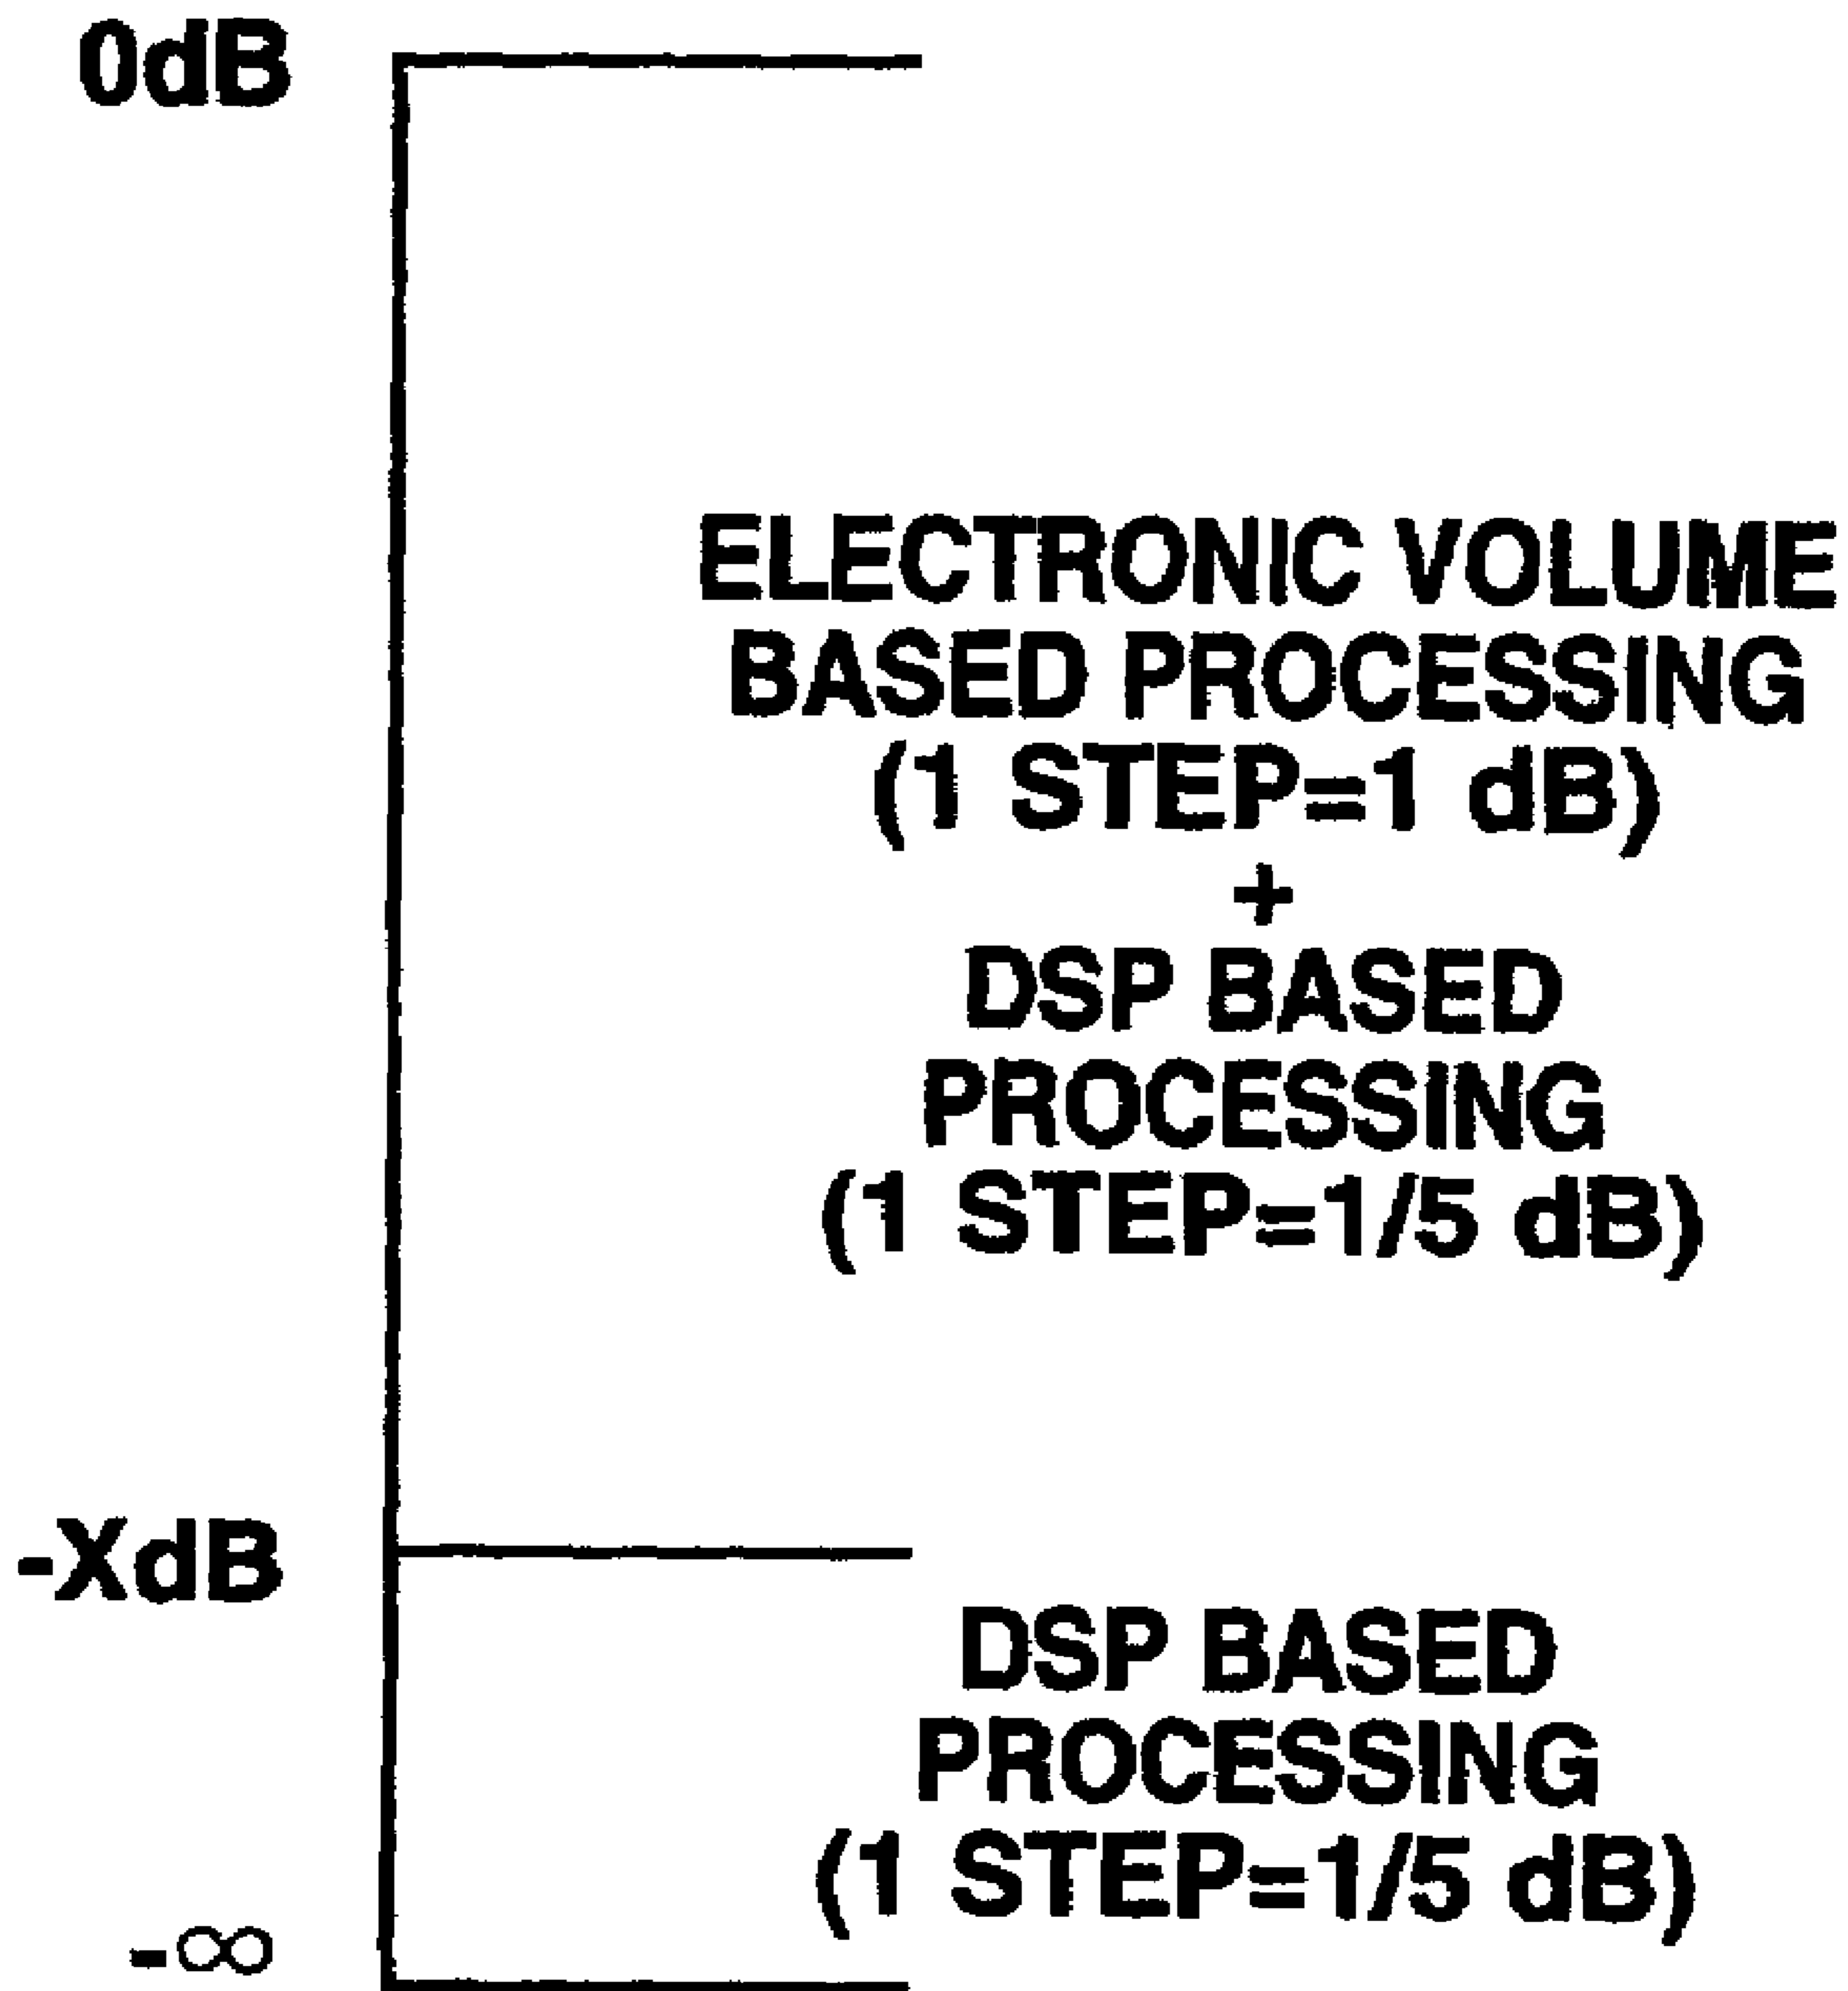 0dB
ELECTRONIC VOLUME
BASED PROCESSING
(1 STEP=1 dB)
+
DSP BASED
PROCESSING
(1 STEP=1/5 dB)
-XdB
DSP BASED
PROCESSING
(1 STEP=1/5 dB)
-∞